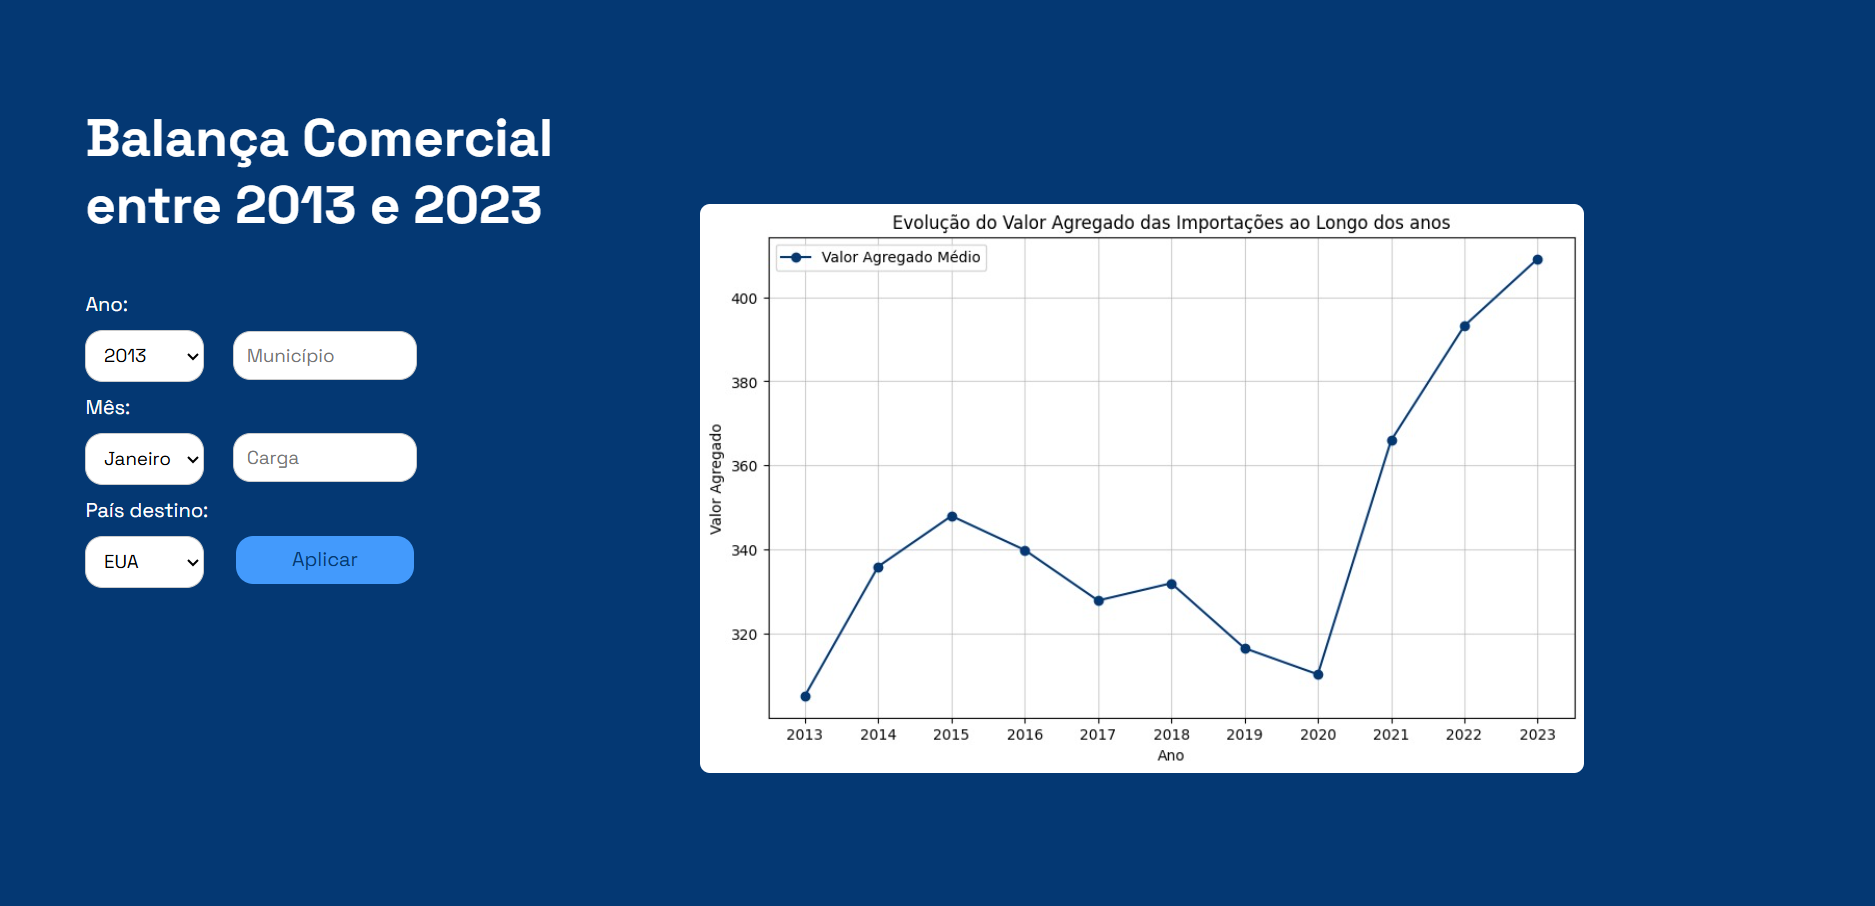 Balança Comercial
entre 2013 e 2023
Ano:
2013
Município
Mês:
Janeiro
Carga
País destino:
EUA
Aplicar
Evolução do Valor Agregado das Importações ao Longo dos anos
Valor Agregado Médio
400
380
360
340
320
Valor Agregado
2013 2014 2015 2016 2017 2018 2019 2020 2021 2022 2023
Ano